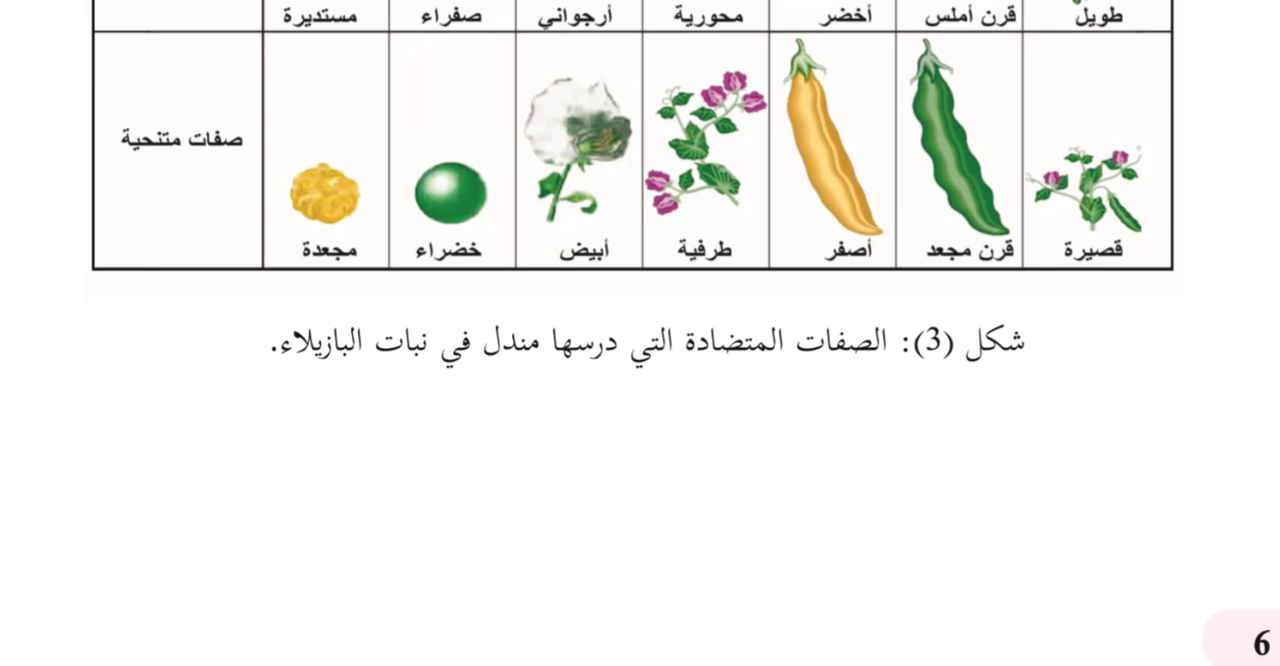 طويل قرن أملس أخضر محورية أرجواني صفراء مستديرة
صفات متنحية
قصيرة قرن مجعد أصفر طرفية أبيض خضراء مجعدة
شكل (3): الصفات المتضادة التي درسها مندل في نبات البازيلاء.
6